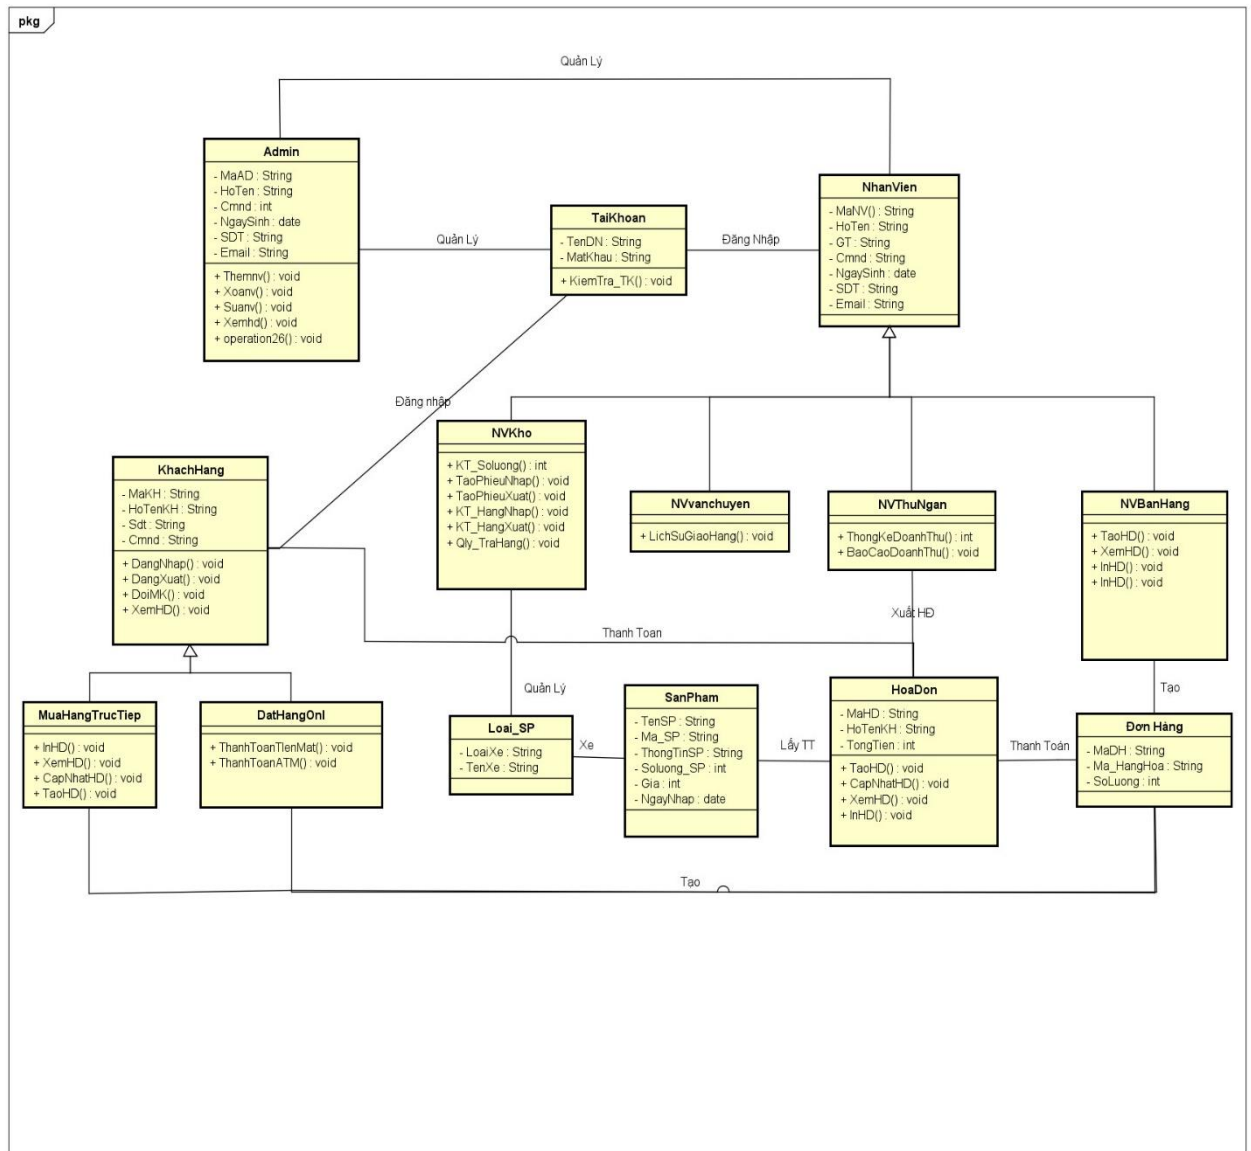 pkg
Quản Lý
Admin
- MaAD : String
- HoTen : String
- Cmnd : int
- NgaySinh : date
- SDT : String
- Email : String
+ Themnv() : void
+ Xoanv() : void
+ Suanv() : void
+ Xemhd() : void
+ operation26() : void
Quản Lý
TaiKhoan
- TenDN : String
- MatKhau : String
+ KiemTra_TK() : void
Đăng Nhập
NhanVien
- MaNV() : String
- HoTen : String
- GT : String
- Cmnd : String
- NgaySinh : date
- SDT : String
- Email : String
Đăng nhập
KhachHang
- MaKH : String
- HoTenKH : String
- Sdt : String
- Cmnd : String
+ DangNhap() : void
+ DangXuat() : void
+ DoiMK() : void
+ XemHD() : void
NVKho
+ KT_Soluong() : int
+ TaoPhieuNhap() : void
+ TaoPhieuXuat() : void
+ KT_HangNhap() : void
+ KT_HangXuat() : void
+ Qly_TraHang() : void
NVvanchuyen
+ LichSuGiaoHang() : void
NVThuNgan
+ ThongKeDoanhThu() : int
+ BaoCaoDoanhThu() : void
NVBanHang
+ TaoHD() : void
+ XemHD() : void
+ InHD() : void
+ InHD() : void
Xuất HĐ
Thanh Toan
Quản Lý
Tạo
MuaHangTrucTiep
+ InHD() : void
+ XemHD() : void
+ CapNhatHD() : void
+ TaoHD() : void
DatHangOnl
+ ThanhToanTIenMat() : void
+ ThanhToanATM() : void
Loai_SP
- LoaiXe : String
- TenXe : String
Xe
SanPham
- TenSP : String
- Ma_SP : String
- ThongTinSP : String
- Soluong_SP : int
- Gia : int
- NgayNhap : date
Lấy TT
HoaDon
- MaHD : String
- HoTenKH : String
- TongTien : int
+ TaoHD() : void
+ CapNhatHD() : void
+ XemHD() : void
+ InHD() : void
Thanh Toán
Đơn Hàng
- MaDH : String
- Ma_HangHoa : String
- SoLuong : int
Tạo